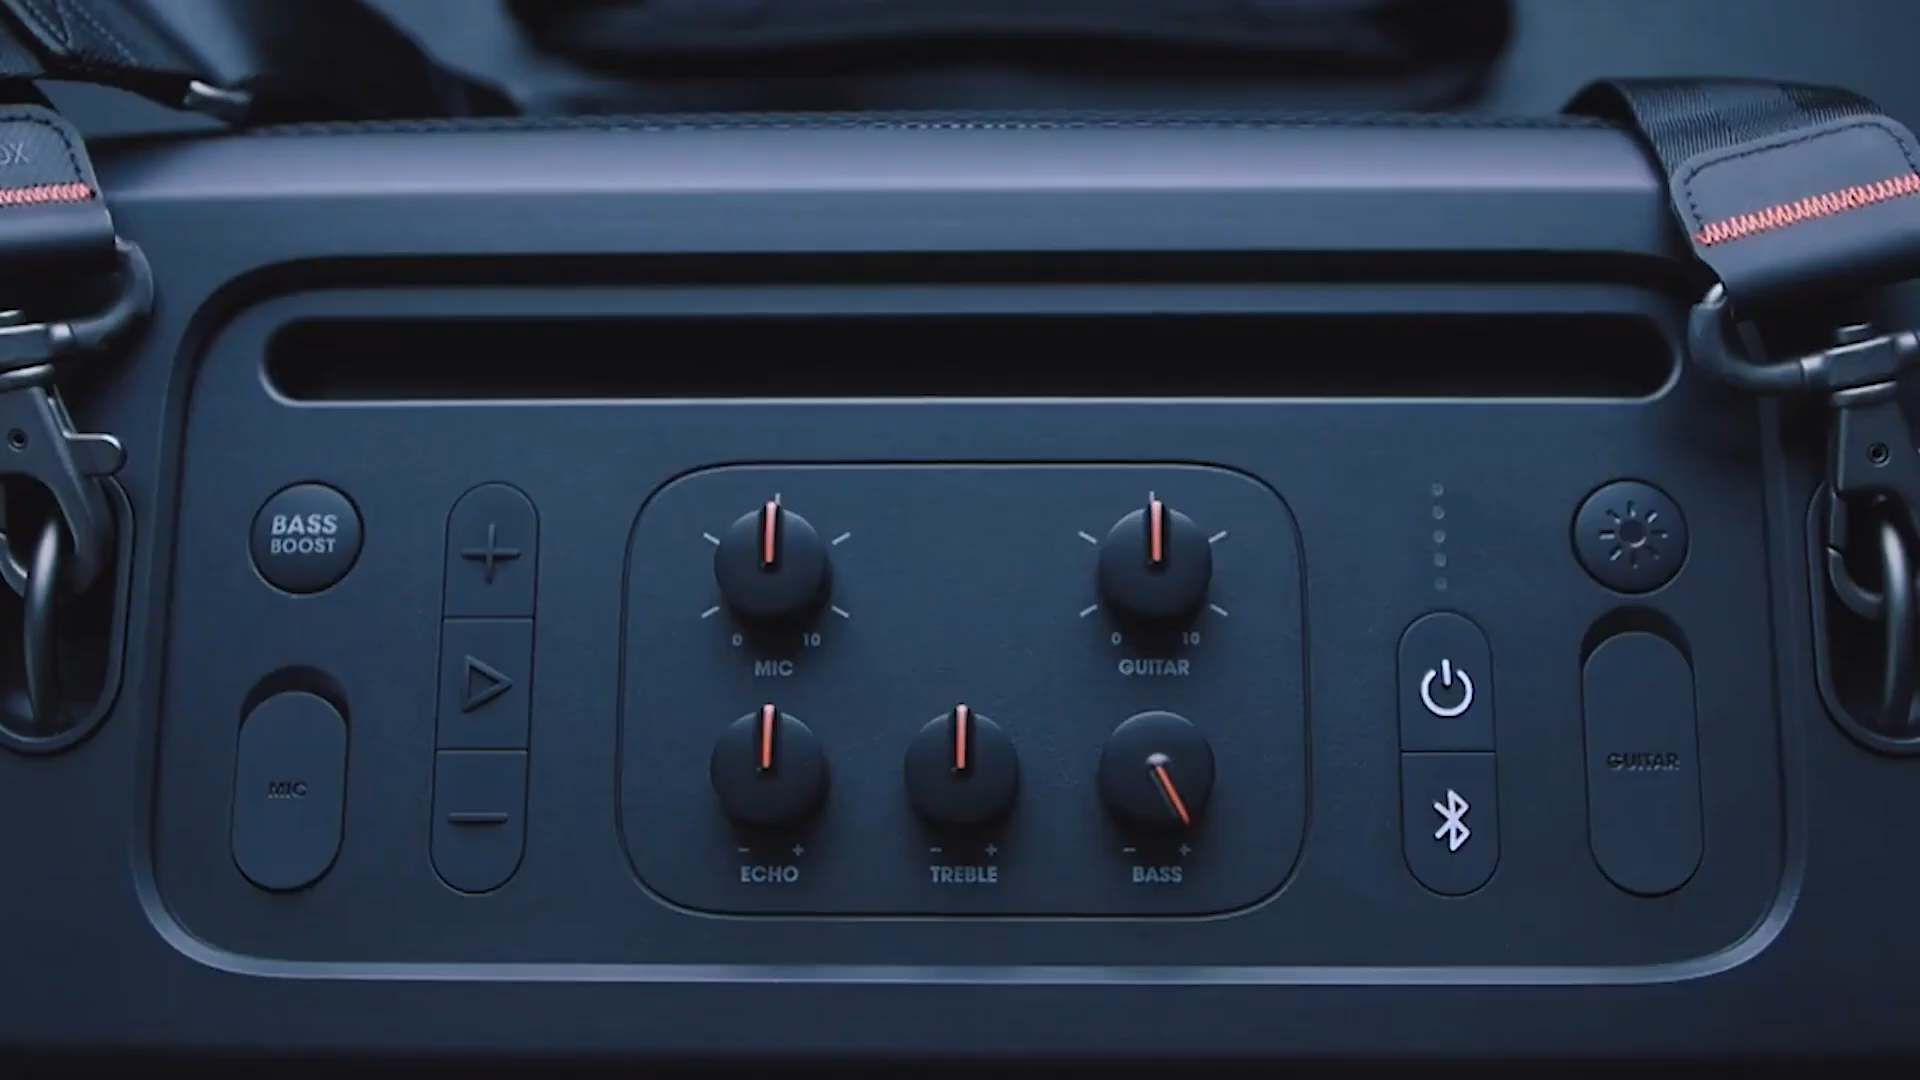 BASS
BOOST
0 10
MIC
0 10
GUITAR
MIC
GUITAR
- +
ECHO
- +
TREBLE
- +
BASS